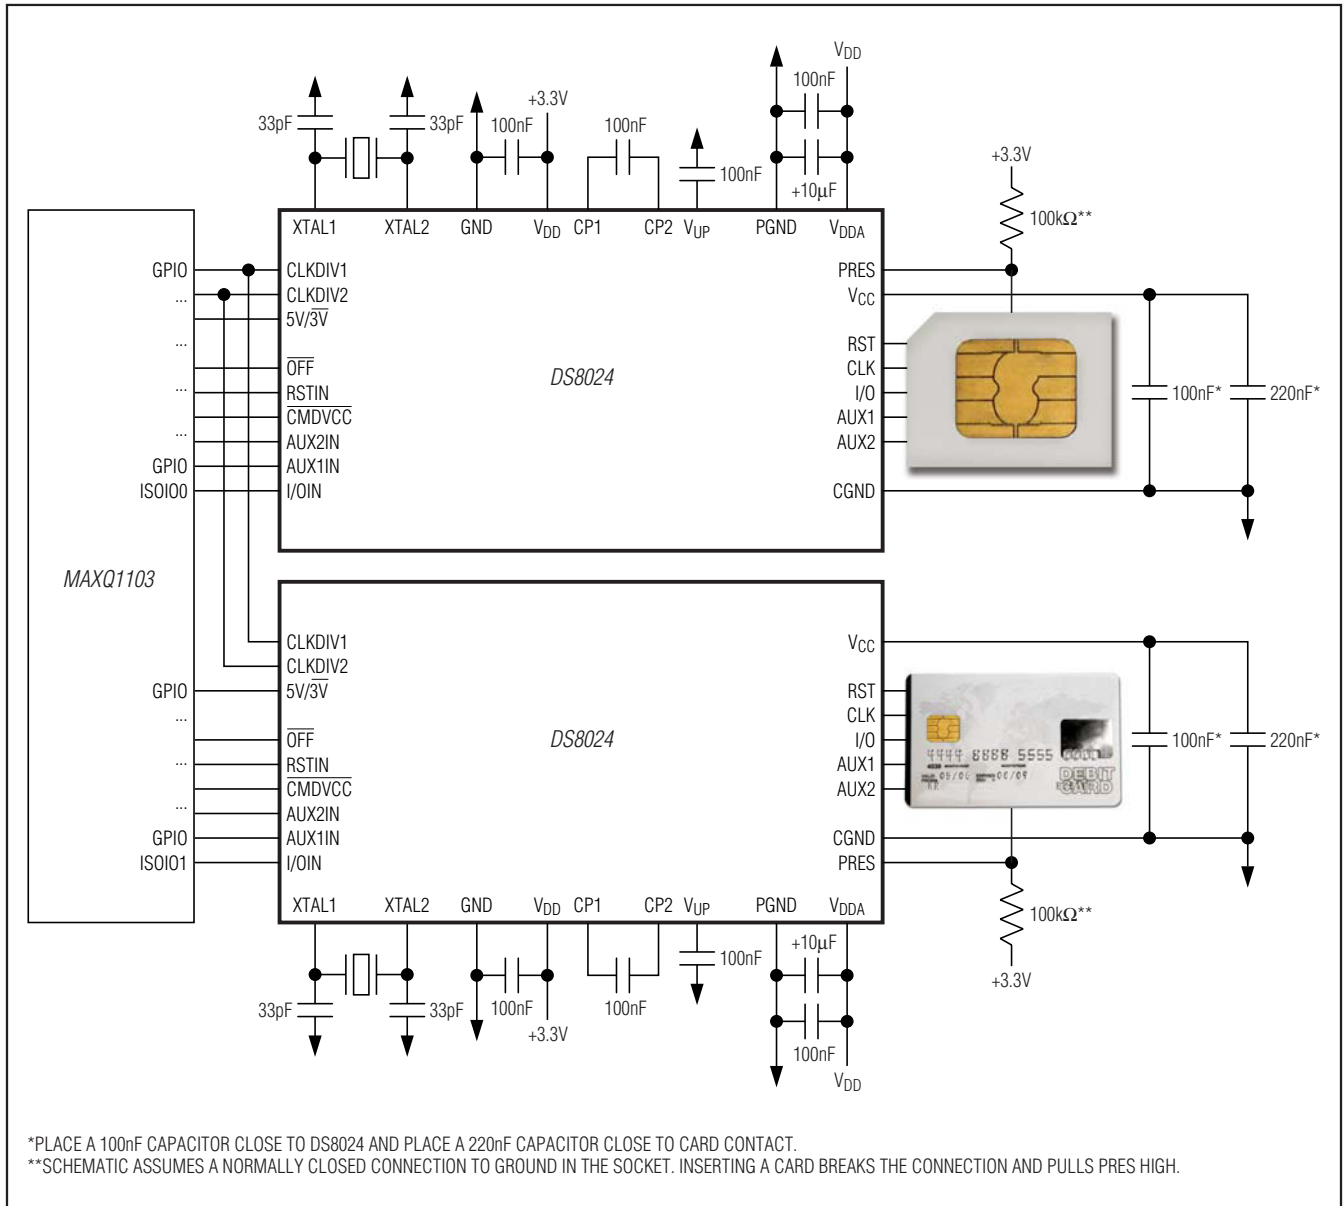 V_DD
100nF
+3.3V
33pF 33pF 100nF 100nF
100nF
+10µF
+3.3V
100kΩ**
XTAL1 XTAL2 GND V_DD CP1 CP2 V_UP PGND V_DDA
GPIO CLKDIV1 PRES
... CLKDIV2 V_CC
5V/3V̅
... RST
O̅F̅F̅ CLK
DS8024
... RSTIN I/O 100nF* 220nF*
C̅M̅D̅V̅C̅C̅ AUX1
... AUX2IN AUX2
GPIO AUX1IN
ISOIO0 I/OIN CGND
MAXQ1103
CLKDIV1 V_CC
CLKDIV2
GPIO 5V/3V̅ RST
... CLK
O̅F̅F̅ I/O
DS8024
100nF* 220nF*
... RSTIN AUX1
C̅M̅D̅V̅C̅C̅ AUX2
4444 8888 5555
DEBIT
CARD
... AUX2IN
GPIO AUX1IN CGND
ISOIO1 I/OIN PRES
XTAL1 XTAL2 GND V_DD CP1 CP2 V_UP PGND V_DDA
100kΩ**
+10µF
100nF
+3.3V
33pF 33pF 100nF 100nF
+3.3V
100nF
V_DD
*PLACE A 100nF CAPACITOR CLOSE TO DS8024 AND PLACE A 220nF CAPACITOR CLOSE TO CARD CONTACT.
**SCHEMATIC ASSUMES A NORMALLY CLOSED CONNECTION TO GROUND IN THE SOCKET. INSERTING A CARD BREAKS THE CONNECTION AND PULLS PRES HIGH.